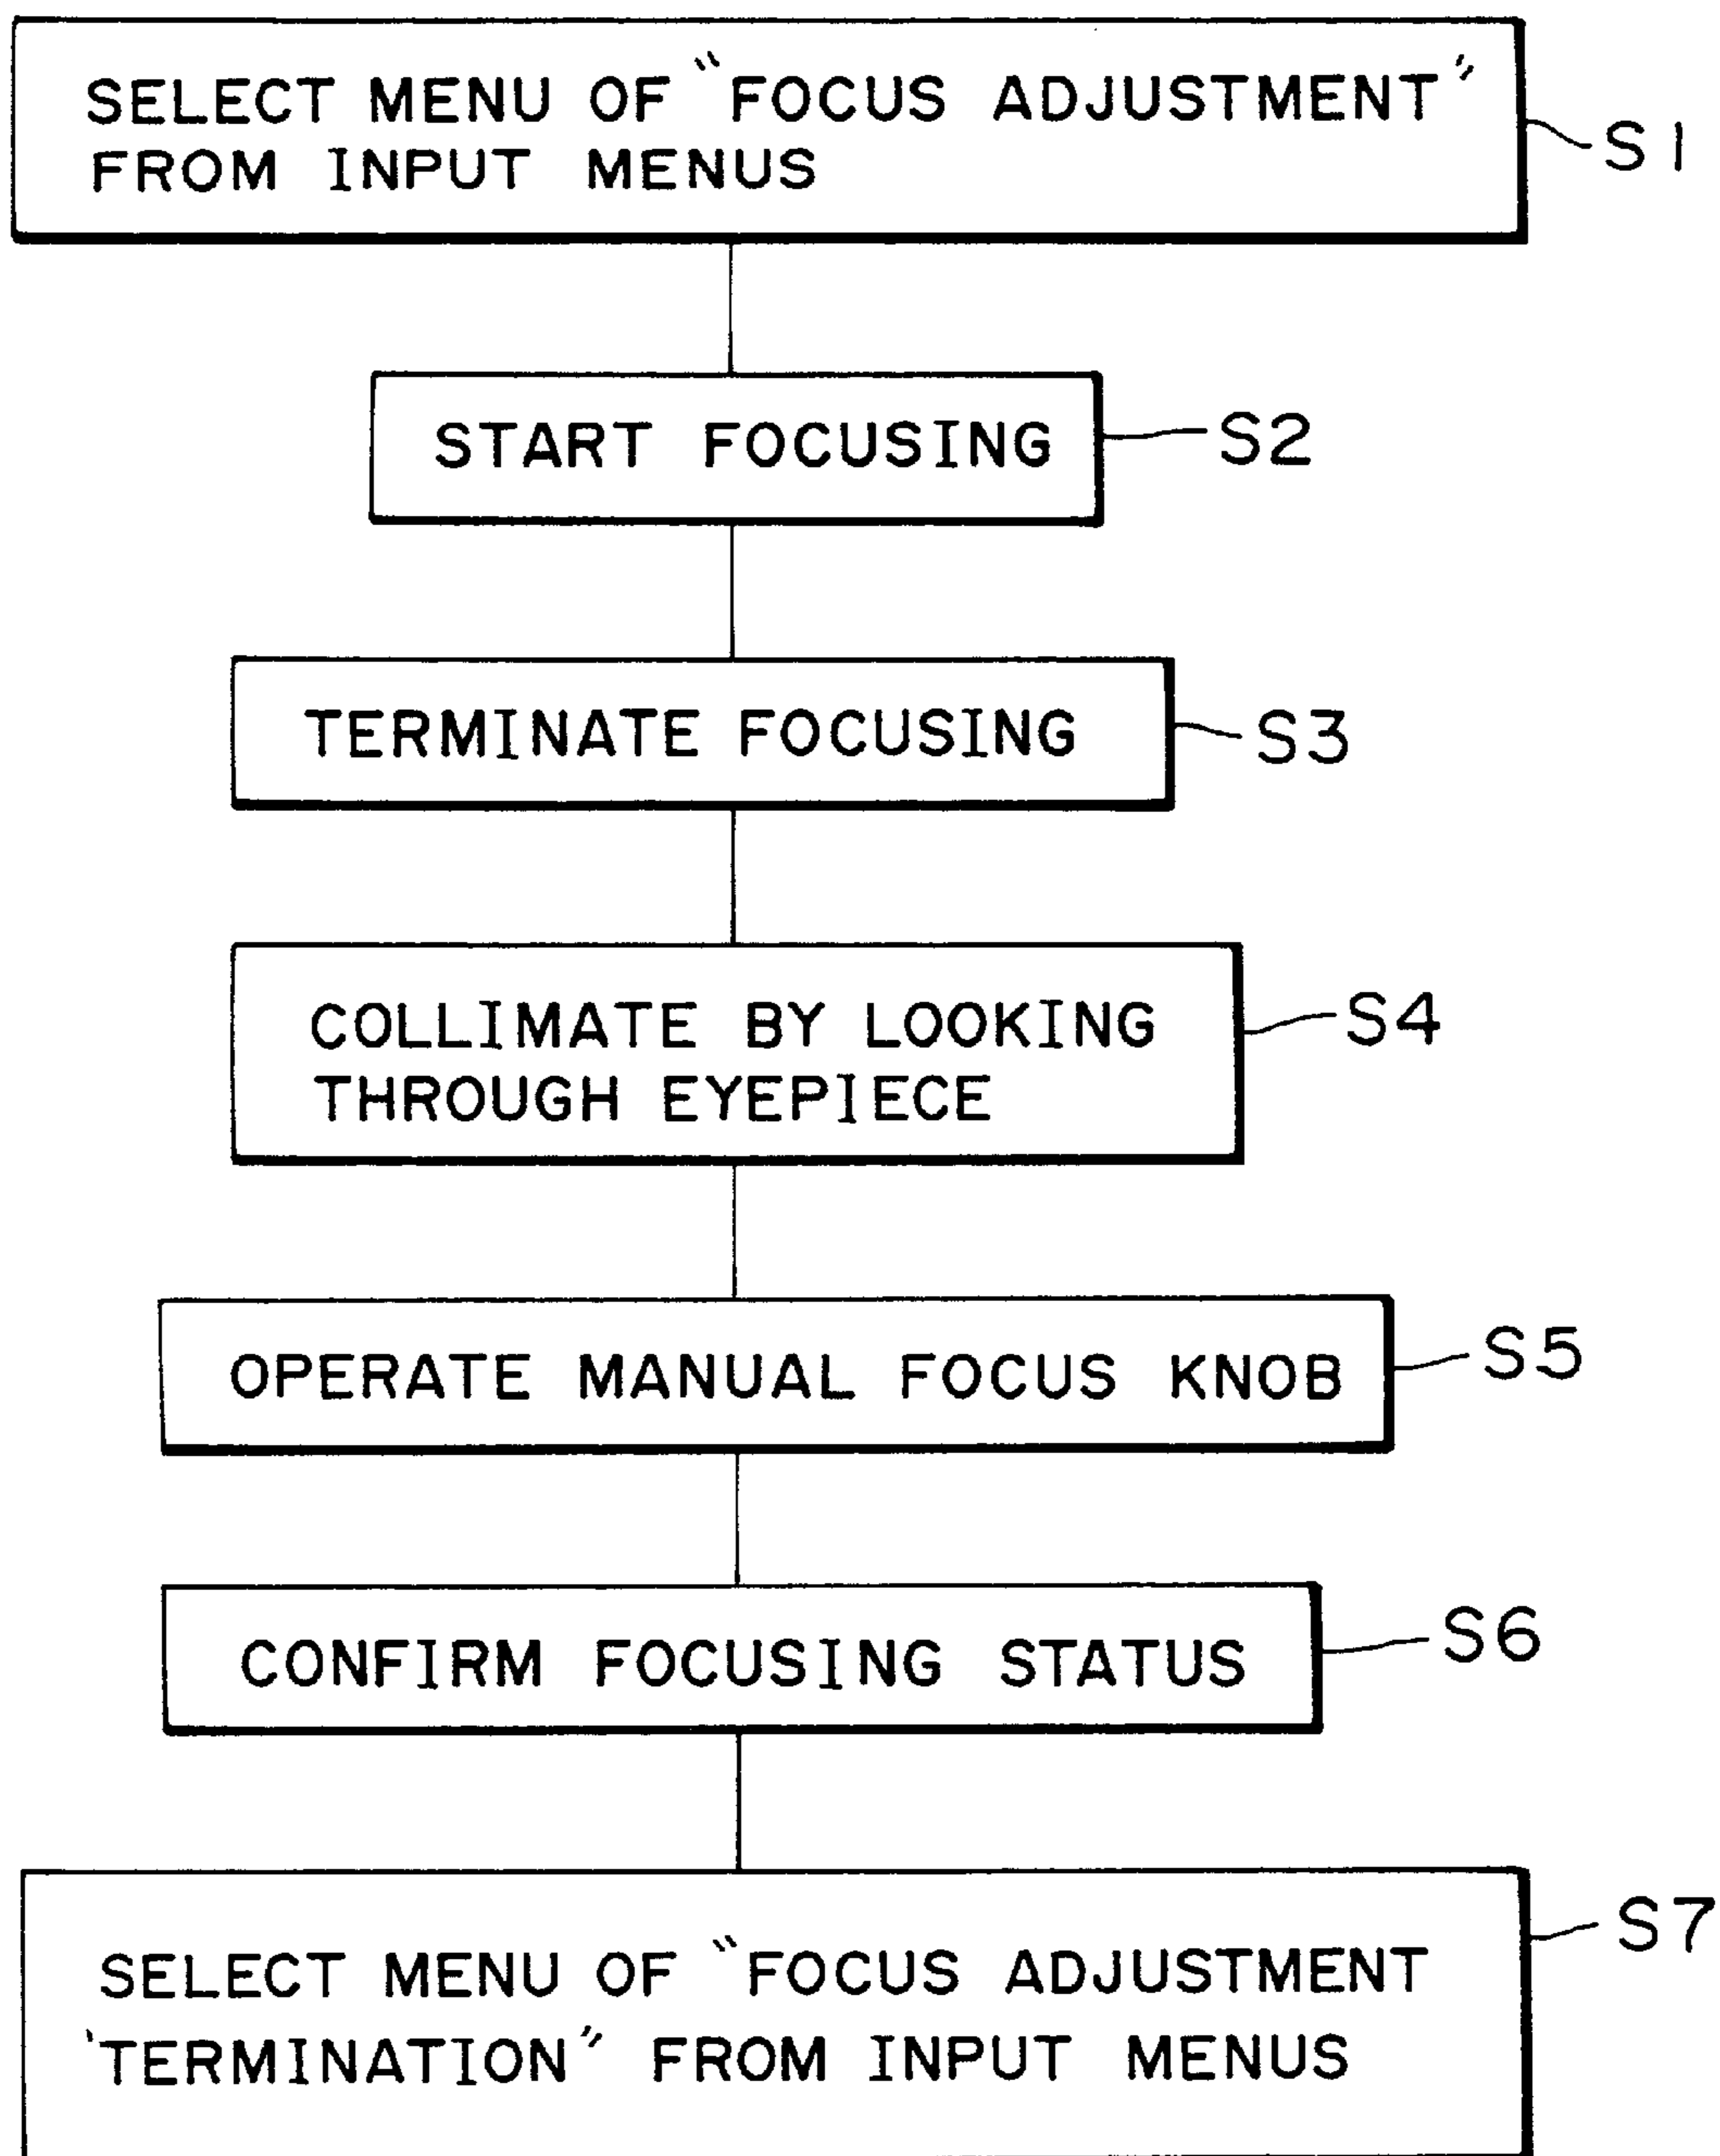 SELECT MENU OF "FOCUS ADJUSTMENT"
FROM INPUT MENUS
S1
START FOCUSING
S2
TERMINATE FOCUSING
S3
COLLIMATE BY LOOKING
THROUGH EYEPIECE
S4
OPERATE MANUAL FOCUS KNOB
S5
CONFIRM FOCUSING STATUS
S6
SELECT MENU OF "FOCUS ADJUSTMENT
TERMINATION" FROM INPUT MENUS
S7